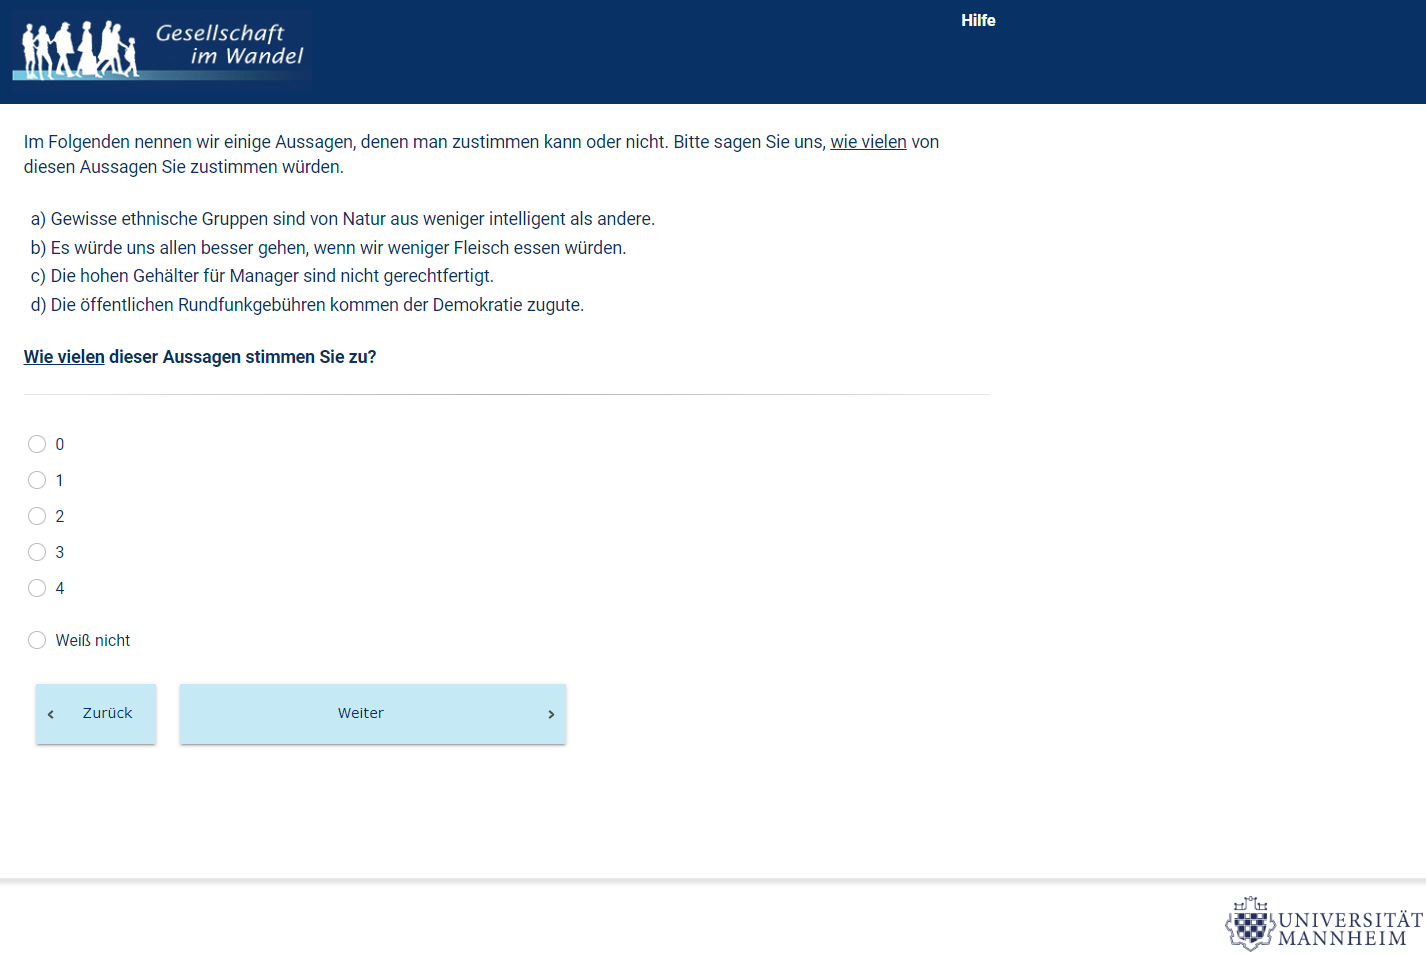 Gesellschaft
im Wandel
Hilfe
Im Folgenden nennen wir einige Aussagen, denen man zustimmen kann oder nicht. Bitte sagen Sie uns, wie vielen von
diesen Aussagen Sie zustimmen würden.
a) Gewisse ethnische Gruppen sind von Natur aus weniger intelligent als andere.
b) Es würde uns allen besser gehen, wenn wir weniger Fleisch essen würden.
c) Die hohen Gehälter für Manager sind nicht gerechtfertigt.
d) Die öffentlichen Rundfunkgebühren kommen der Demokratie zugute.
Wie vielen dieser Aussagen stimmen Sie zu?
0
1
2
3
4
Weiß nicht
‹ Zurück
Weiter ›
UNIVERSITÄT
MANNHEIM